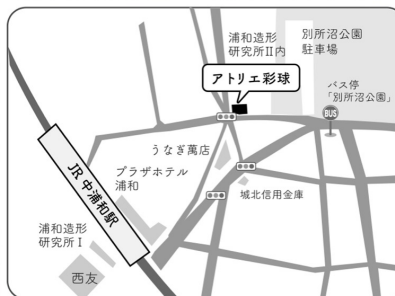 浦和造形
研究所II内
別所沼公園
駐車場
アトリエ彩球
バス停
「別所沼公園」
BUS
うなぎ萬店
プラザホテル
浦和
JR中浦和駅
城北信用金庫
浦和造形
研究所I
西友